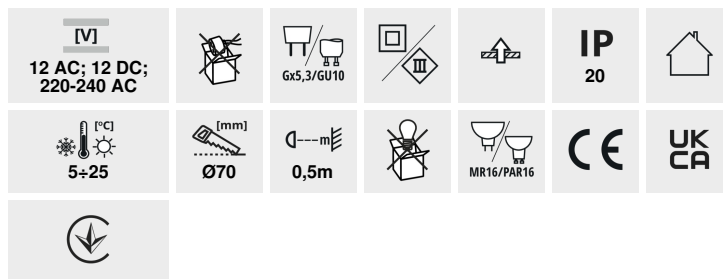 [V]
12 AC; 12 DC;
220-240 AC
Gx5,3/GU10
III
IP
20
[°C]
5÷25
[mm]
Ø70
m
0,5m
MR16/PAR16
CE
UK
CA